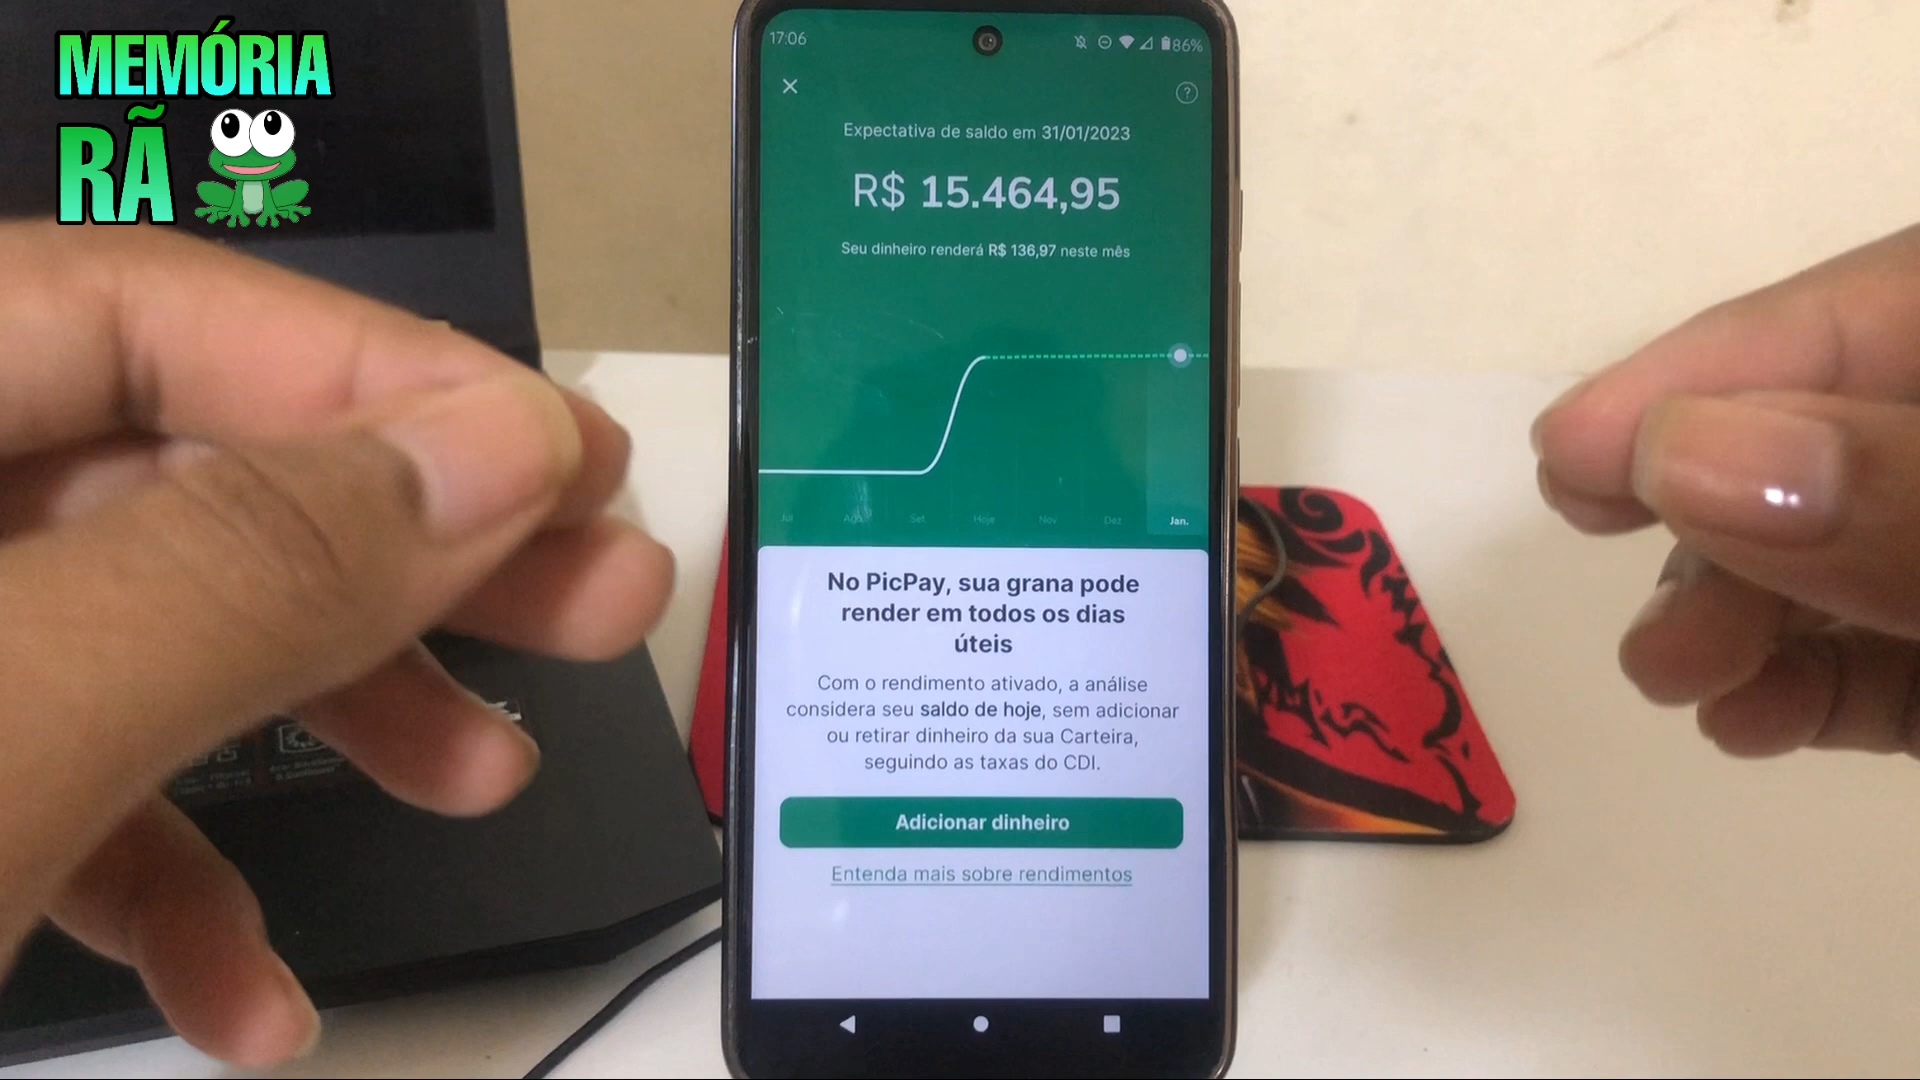 MEMÓRIA
RÃ
17:06
86%
Expectativa de saldo em 31/01/2023
R$ 15.464,95
Seu dinheiro renderá R$ 136,97 neste mês
Jul Ago Set Hoje Nov Dez Jan.
No PicPay, sua grana pode
render em todos os dias
úteis
Com o rendimento ativado, a análise
considera seu saldo de hoje, sem adicionar
ou retirar dinheiro da sua Carteira,
seguindo as taxas do CDI.
Adicionar dinheiro
Entenda mais sobre rendimentos